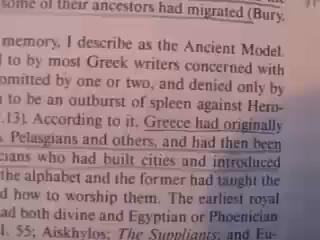 some of their ancestors had migrated (Bury,
memory, I describe as the Ancient Model.
l to by most Greek writers concerned with
omitted by one or two, and denied only by
n to be an outburst of spleen against Hero-
.13]. According to it, Greece had originally
Pelasgians and others, and had then been
cians who had built cities and introduced
the alphabet and the former had taught the
d how to worship them. The earliest royal
ad both divine and Egyptian or Phoenician
l. 55; Aiskhylos; The Suppliants; and Eu-